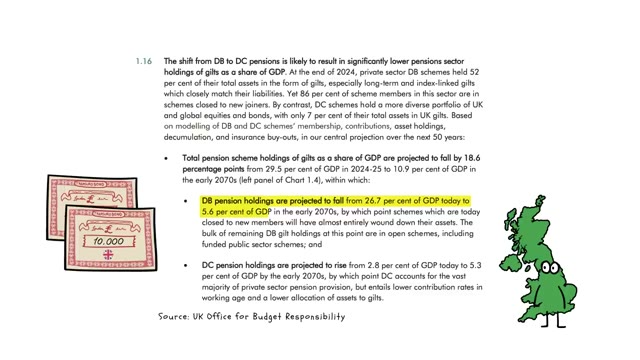 1.16 The shift from DB to DC pensions is likely to result in significantly lower pensions sector
holdings of gilts as a share of GDP. At the end of 2024, private sector DB schemes held 52
per cent of their total assets in the form of gilts, especially long-term and index-linked gilts
which closely match their liabilities. Yet 86 per cent of scheme members in this sector are in
schemes closed to new joiners. By contrast, DC schemes hold a more diverse portfolio of UK
and global equities and bonds, with only 7 per cent of their total assets in UK gilts. Based
on modelling of DB and DC schemes' membership, contributions, asset holdings,
decumulation, and insurance buy-outs, in our central projection over the next 50 years:
• Total pension scheme holdings of gilts as a share of GDP are projected to fall by 18.6
percentage points from 29.5 per cent of GDP in 2024-25 to 10.9 per cent of GDP in
the early 2070s (left panel of Chart 1.4), within which:
• DB pension holdings are projected to fall from 26.7 per cent of GDP today to
5.6 per cent of GDP in the early 2070s, by which point schemes which are today
closed to new members will have almost entirely wound down their assets. The
bulk of remaining DB gilt holdings at this point are in open schemes, including
funded public sector schemes; and
• DC pension holdings are projected to rise from 2.8 per cent of GDP today to 5.3
per cent of GDP by the early 2070s, by which point DC accounts for the vast
majority of private sector pension provision, but entails lower contribution rates in
working age and a lower allocation of assets to gilts.
10.000
Source: UK Office for Budget Responsibility